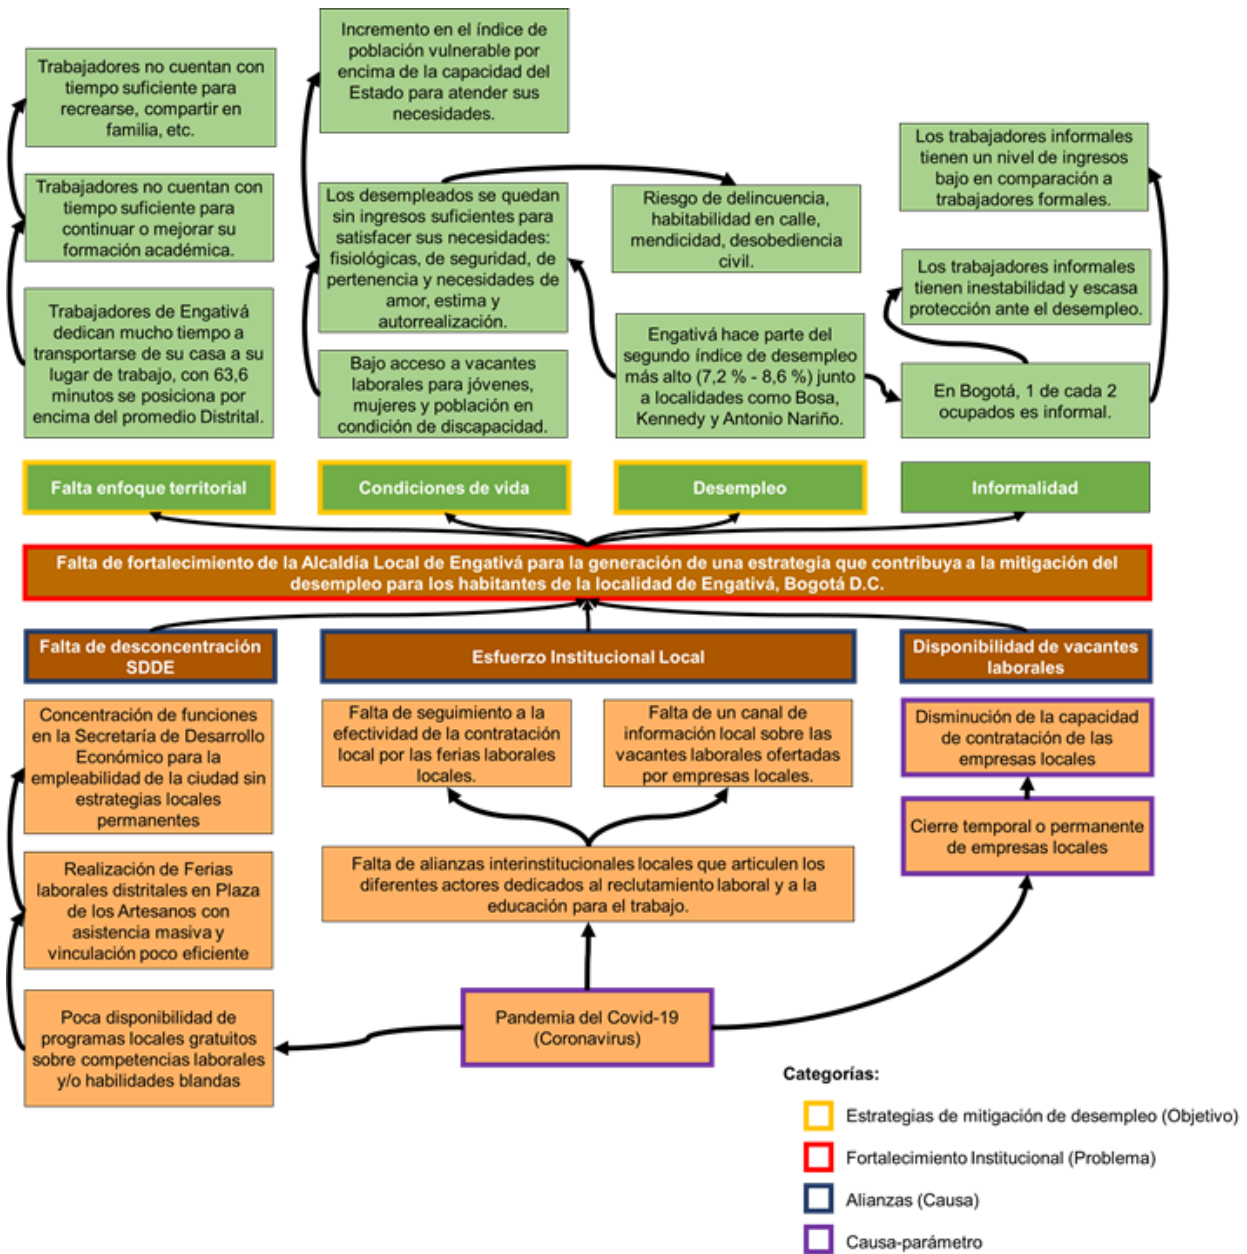 Incremento en el índice de
población vulnerable por
encima de la capacidad del
Estado para atender sus
necesidades.
Trabajadores no cuentan con
tiempo suficiente para
recrearse, compartir en
familia, etc.
Los trabajadores informales
tienen un nivel de ingresos
bajo en comparación a
trabajadores formales.
Trabajadores no cuentan con
tiempo suficiente para
continuar o mejorar su
formación académica.
Los desempleados se quedan
sin ingresos suficientes para
satisfacer sus necesidades:
fisiológicas, de seguridad, de
pertenencia y necesidades de
amor, estima y
autorrealización.
Riesgo de delincuencia,
habitabilidad en calle,
mendicidad, desobediencia
civil.
Los trabajadores informales
tienen inestabilidad y escasa
protección ante el desempleo.
Trabajadores de Engativá
dedican mucho tiempo a
transportarse de su casa a su
lugar de trabajo, con 63,6
minutos se posiciona por
encima del promedio Distrital.
Bajo acceso a vacantes
laborales para jóvenes,
mujeres y población en
condición de discapacidad.
Engativá hace parte del
segundo índice de desempleo
más alto (7,2 % - 8,6 %) junto
a localidades como Bosa,
Kennedy y Antonio Nariño.
En Bogotá, 1 de cada 2
ocupados es informal.
Falta enfoque territorial
Condiciones de vida
Desempleo
Informalidad
Falta de fortalecimiento de la Alcaldía Local de Engativá para la generación de una estrategia que contribuya a la mitigación del
desempleo para los habitantes de la localidad de Engativá, Bogotá D.C.
Falta de desconcentración
SDDE
Esfuerzo Institucional Local
Disponibilidad de vacantes
laborales
Concentración de funciones
en la Secretaría de Desarrollo
Económico para la
empleabilidad de la ciudad sin
estrategias locales
permanentes
Falta de seguimiento a la
efectividad de la contratación
local por las ferias laborales
locales.
Falta de un canal de
información local sobre las
vacantes laborales ofertadas
por empresas locales.
Disminución de la capacidad
de contratación de las
empresas locales
Cierre temporal o permanente
de empresas locales
Realización de Ferias
laborales distritales en Plaza
de los Artesanos con
asistencia masiva y
vinculación poco eficiente
Falta de alianzas interinstitucionales locales que articulen los
diferentes actores dedicados al reclutamiento laboral y a la
educación para el trabajo.
Poca disponibilidad de
programas locales gratuitos
sobre competencias laborales
y/o habilidades blandas
Pandemia del Covid-19
(Coronavirus)
Categorías:
Estrategias de mitigación de desempleo (Objetivo)
Fortalecimiento Institucional (Problema)
Alianzas (Causa)
Causa-parámetro